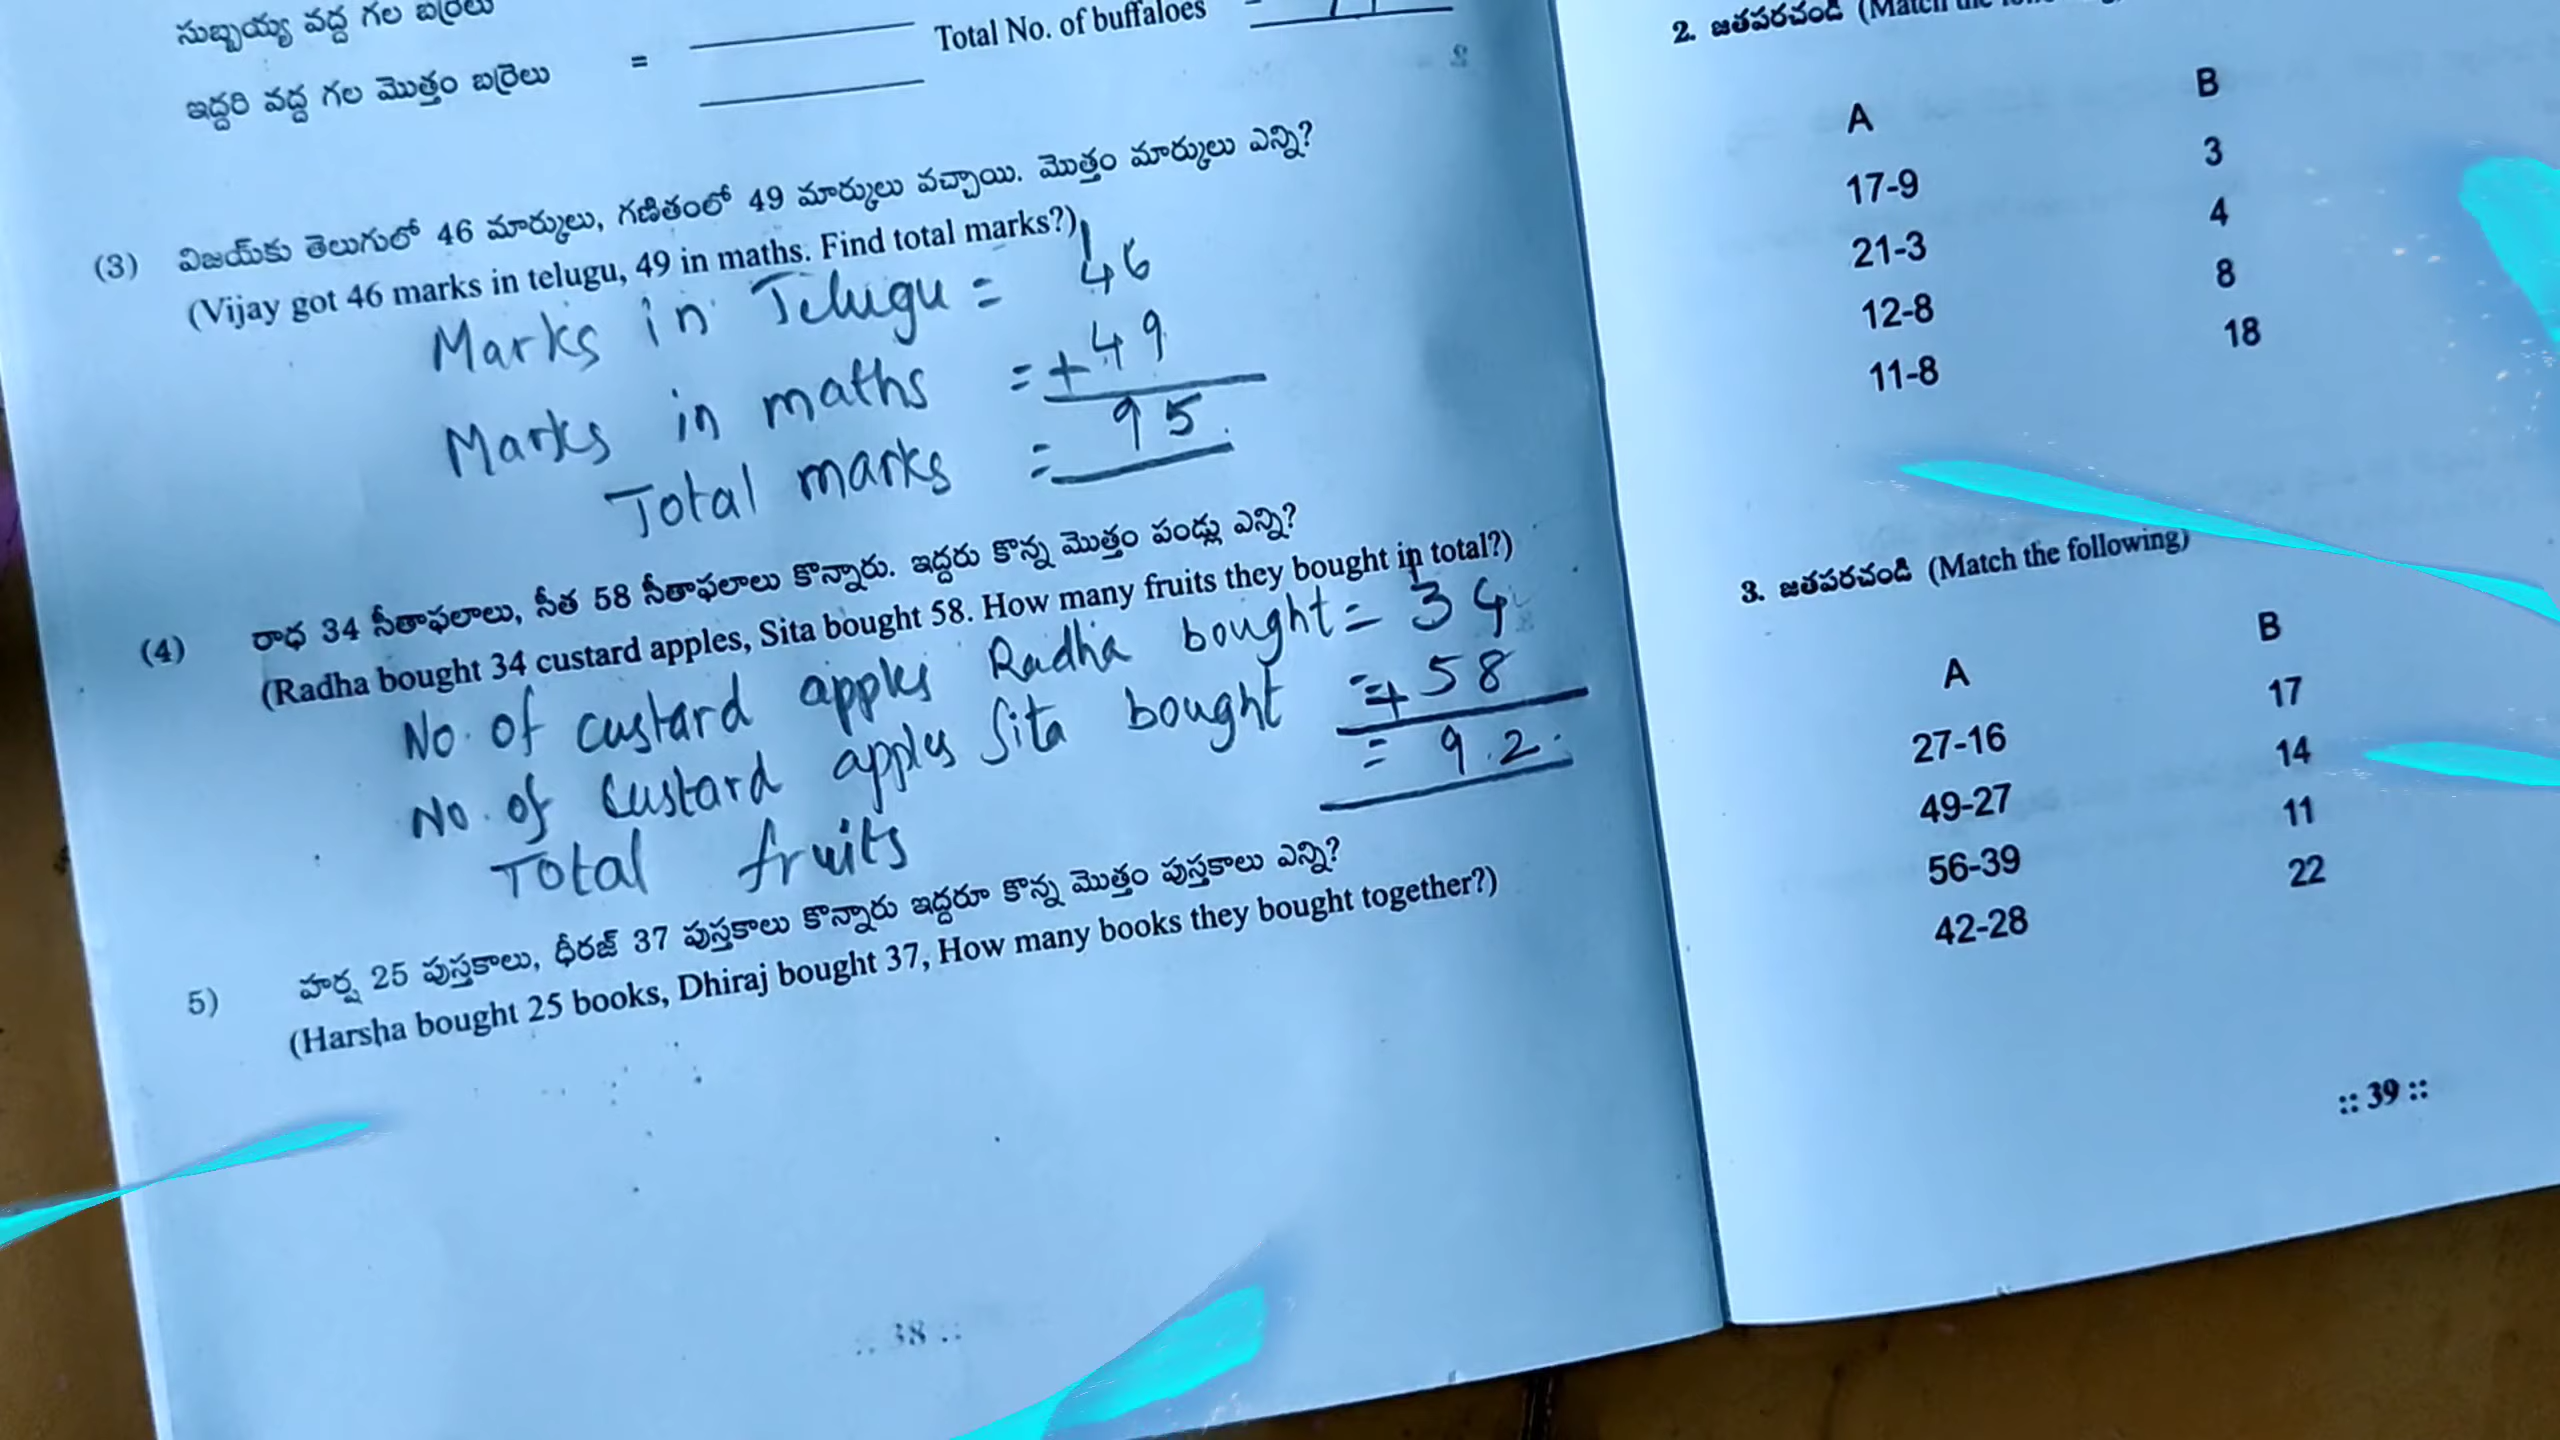 సుబ్బయ్య వద్ద గల బర్రెలు
ఇద్దరి వద్ద గల మొత్తం బర్రెలు =
Total No. of buffaloes =
(3) విజయ్‌కు తెలుగులో 46 మార్కులు, గణితంలో 49 మార్కులు వచ్చాయి. మొత్తం మార్కులు ఎన్ని?
(Vijay got 46 marks in telugu, 49 in maths. Find total marks?)
1
Marks in Telugu = 46
Marks in maths = + 49
Total marks = 95
(4) రాధ 34 సీతాఫలాలు, సీత 58 సీతాఫలాలు కొన్నారు. ఇద్దరు కొన్న మొత్తం పండ్లు ఎన్ని?
(Radha bought 34 custard apples, Sita bought 58. How many fruits they bought in total?)
1
No. of custard apples Radha bought = 34
No. of custard apples Sita bought = + 58
Total fruits = 92
5) హర్ష 25 పుస్తకాలు, ధీరజ్ 37 పుస్తకాలు కొన్నారు ఇద్దరూ కొన్న మొత్తం పుస్తకాలు ఎన్ని?
(Harsha bought 25 books, Dhiraj bought 37, How many books they bought together?)
:: 38 ::
2. జతపరచండి (Match the
A B
17-9 3
21-3 4
12-8 8
11-8 18
3. జతపరచండి (Match the following)
A B
27-16 17
49-27 14
56-39 11
42-28 22
:: 39 ::